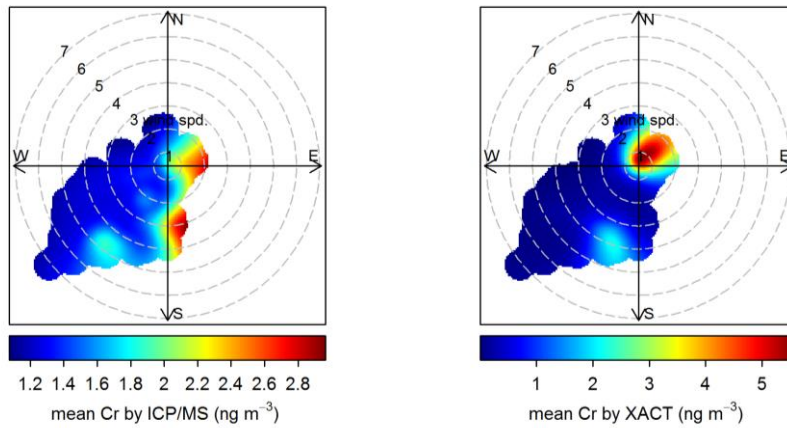 N
7
6
5
4
3 wind spd.
2
1
W
E
S
1.2 1.4 1.6 1.8 2 2.2 2.4 2.6 2.8
mean Cr by ICP/MS (ng m⁻³)
N
7
6
5
4
3 wind spd.
2
W
E
S
1 2 3 4 5
mean Cr by XACT (ng m⁻³)